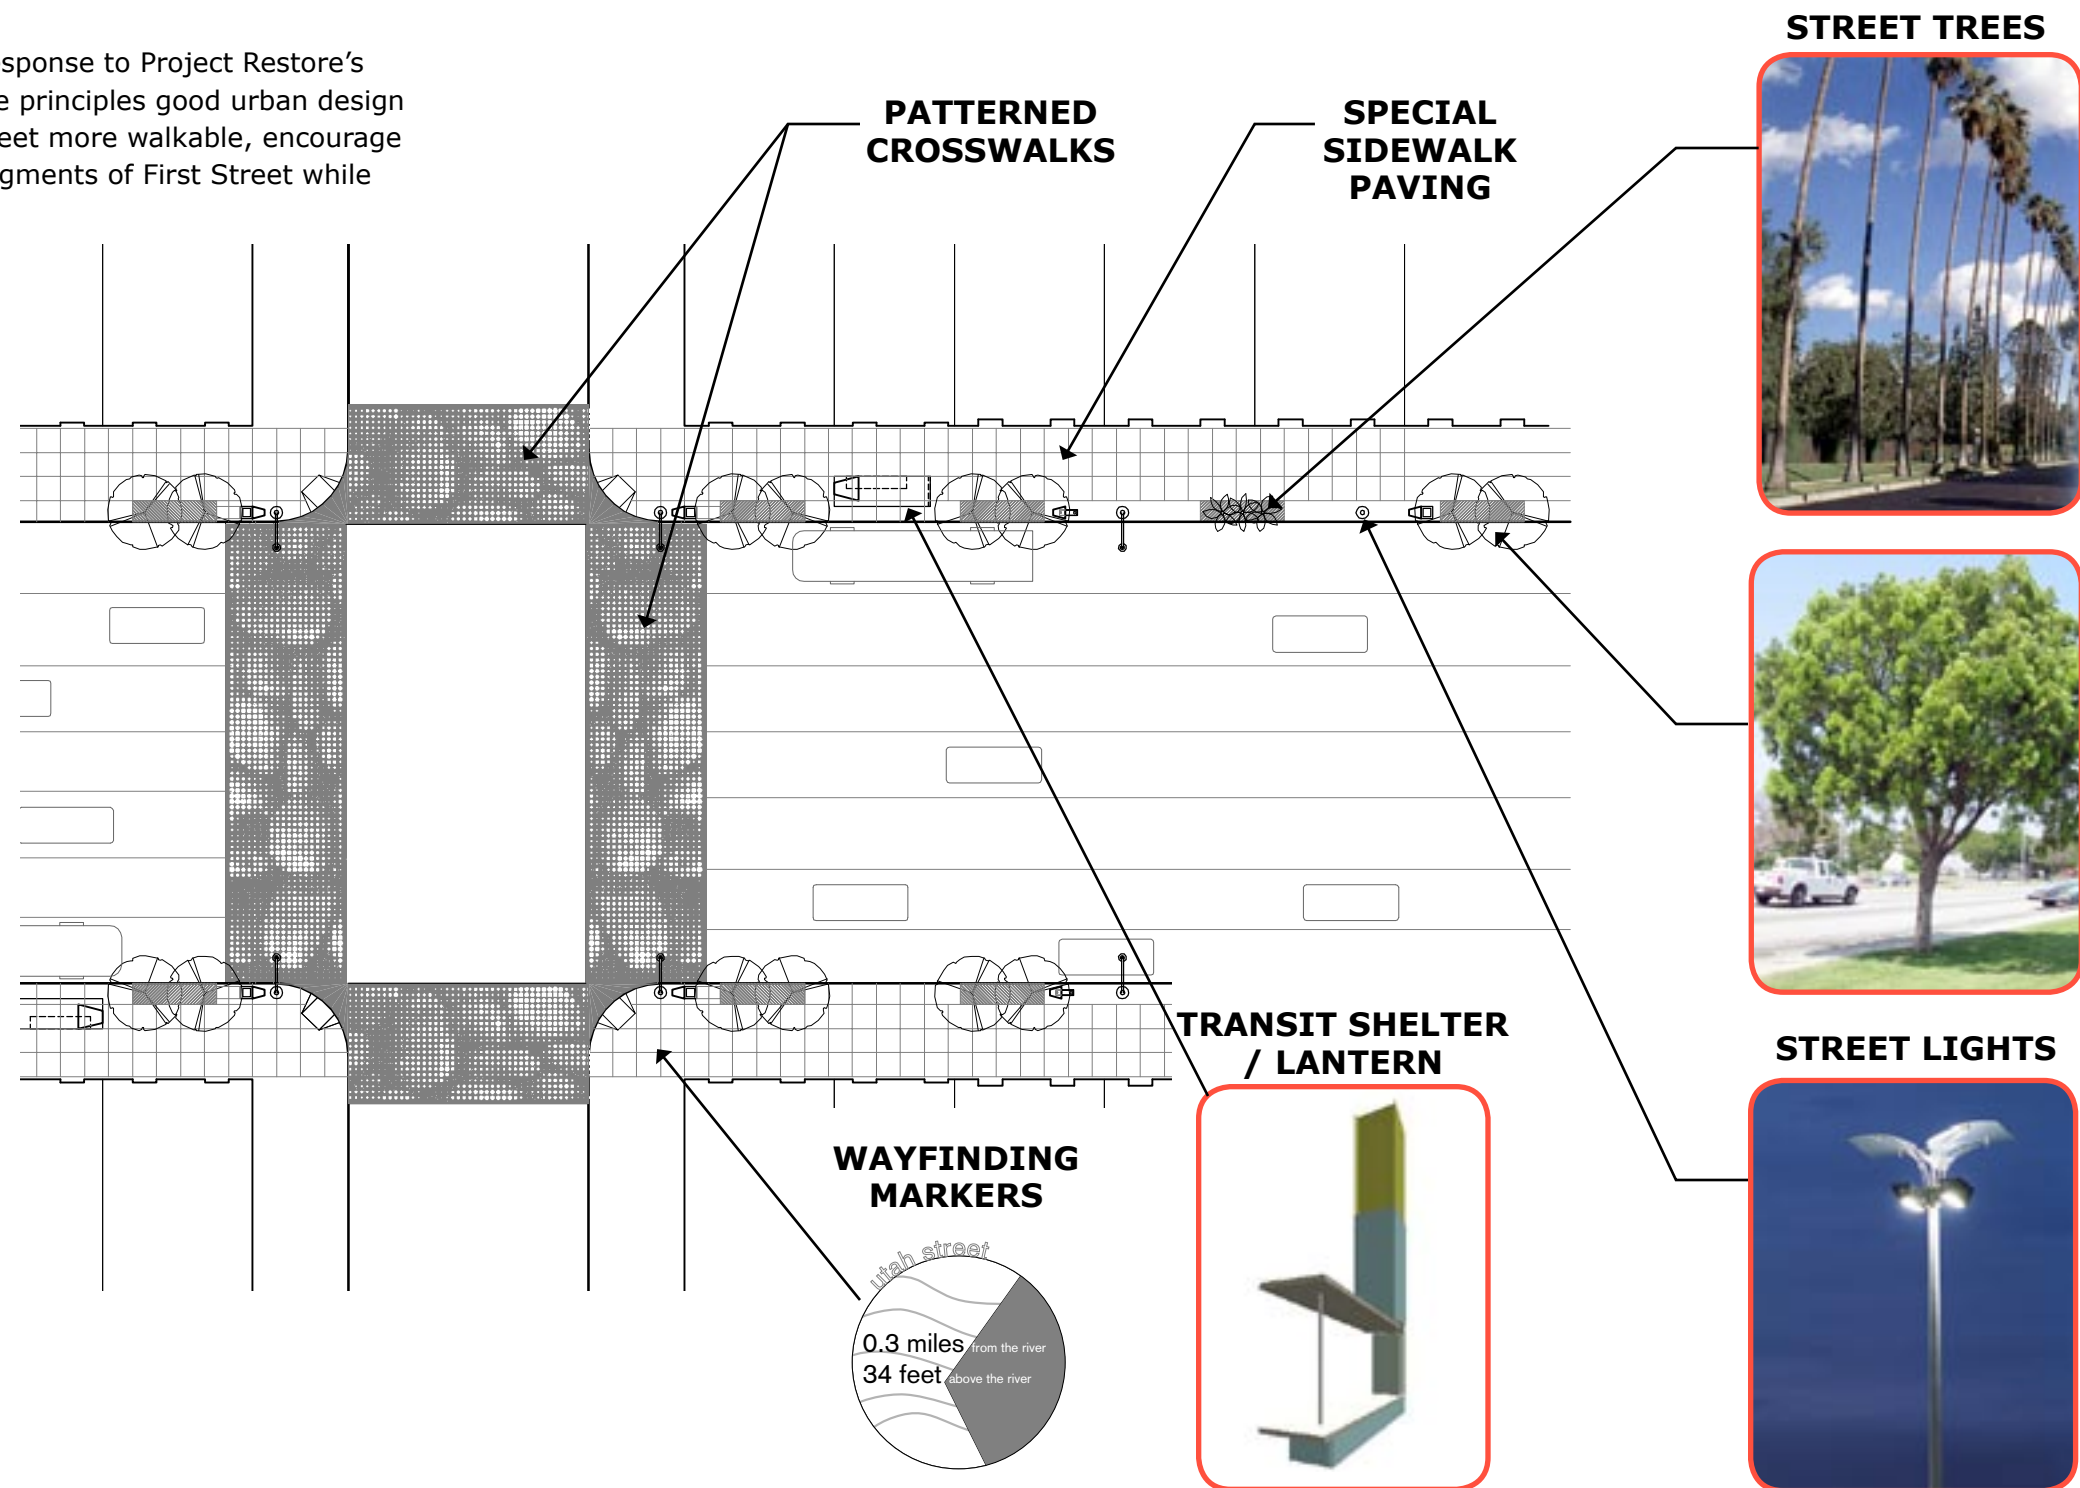 sponse to Project Restore’s
e principles good urban design
eet more walkable, encourage
gments of First Street while
PATTERNED
CROSSWALKS
SPECIAL
SIDEWALK
PAVING
STREET TREES
TRANSIT SHELTER
/ LANTERN
STREET LIGHTS
WAYFINDING
MARKERS
utah street
0.3 miles from the river
34 feet above the river